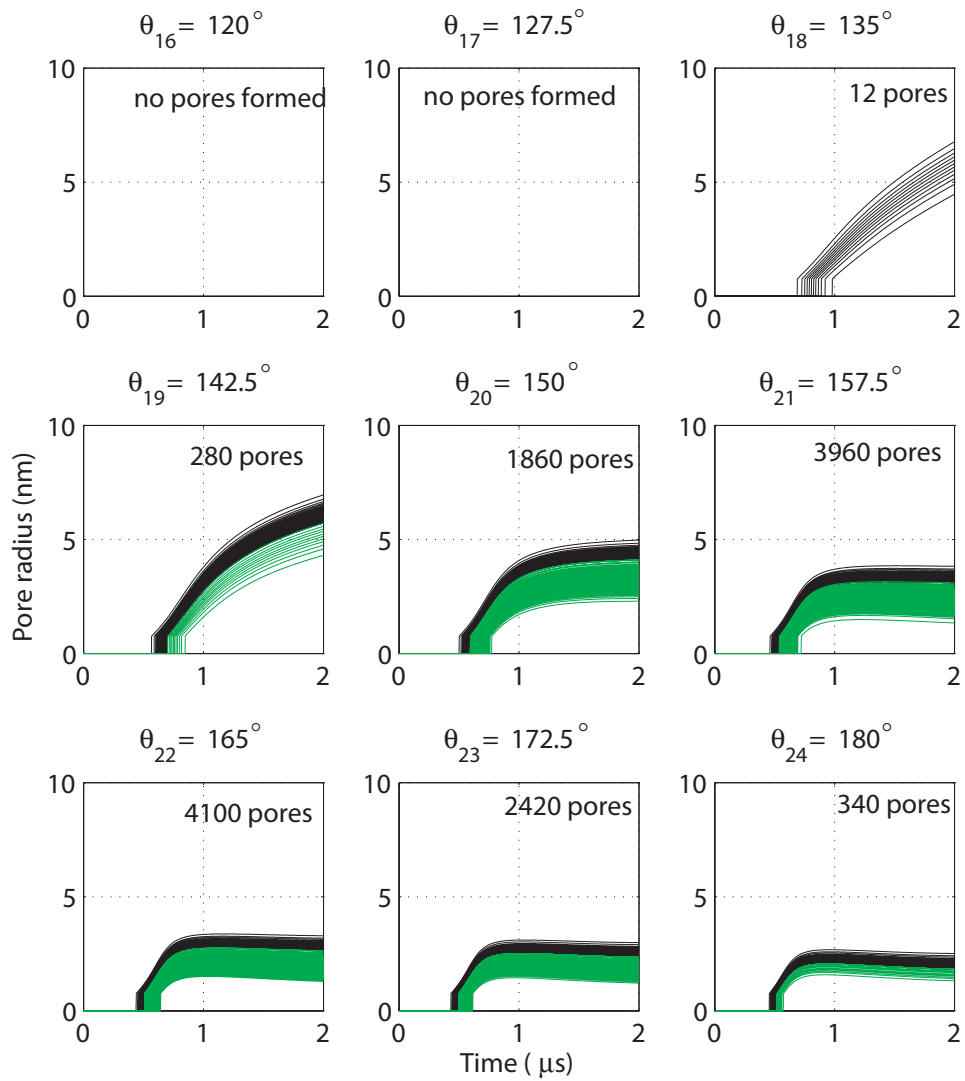 θ16= 120° θ17= 127.5° θ18= 135°
10 10 10
no pores formed no pores formed 12 pores
5 5 5
0 0 0
0 1 2 0 1 2 0 1 2
θ19= 142.5° θ20= 150° θ21= 157.5°
10 10 10
280 pores 1860 pores 3960 pores
Pore radius (nm)
5 5 5
0 0 0
0 1 2 0 1 2 0 1 2
θ22= 165° θ23= 172.5° θ24= 180°
10 10 10
4100 pores 2420 pores 340 pores
5 5 5
0 0 0
0 1 2 0 1 2 0 1 2
Time ( μs)